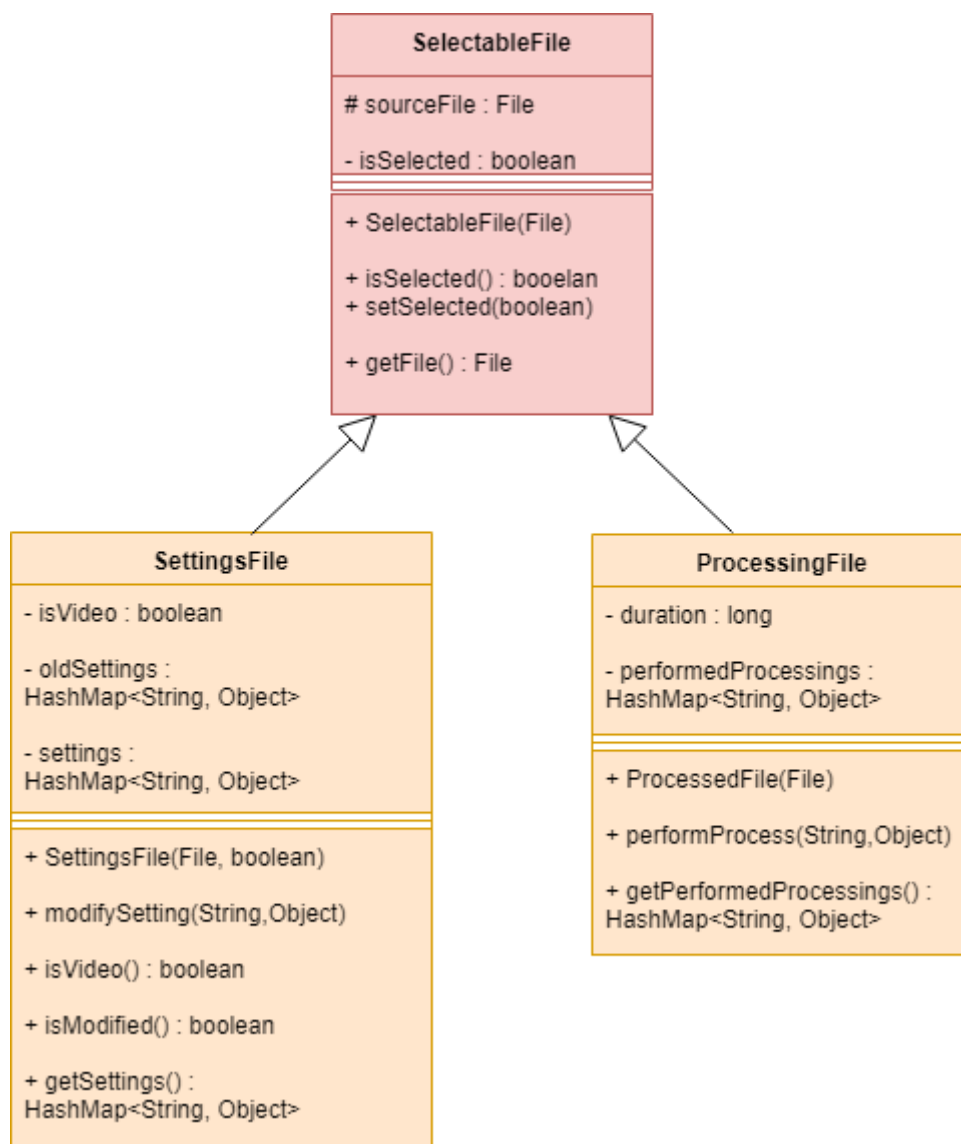 SelectableFile
# sourceFile : File
- isSelected : boolean
+ SelectableFile(File)
+ isSelected() : booelan
+ setSelected(boolean)
+ getFile() : File
SettingsFile
- isVideo : boolean
- oldSettings :
HashMap<String, Object>
- settings :
HashMap<String, Object>
+ SettingsFile(File, boolean)
+ modifySetting(String,Object)
+ isVideo() : boolean
+ isModified() : boolean
+ getSettings() :
HashMap<String, Object>
ProcessingFile
- duration : long
- performedProcessings :
HashMap<String, Object>
+ ProcessedFile(File)
+ performProcess(String,Object)
+ getPerformedProcessings() :
HashMap<String, Object>